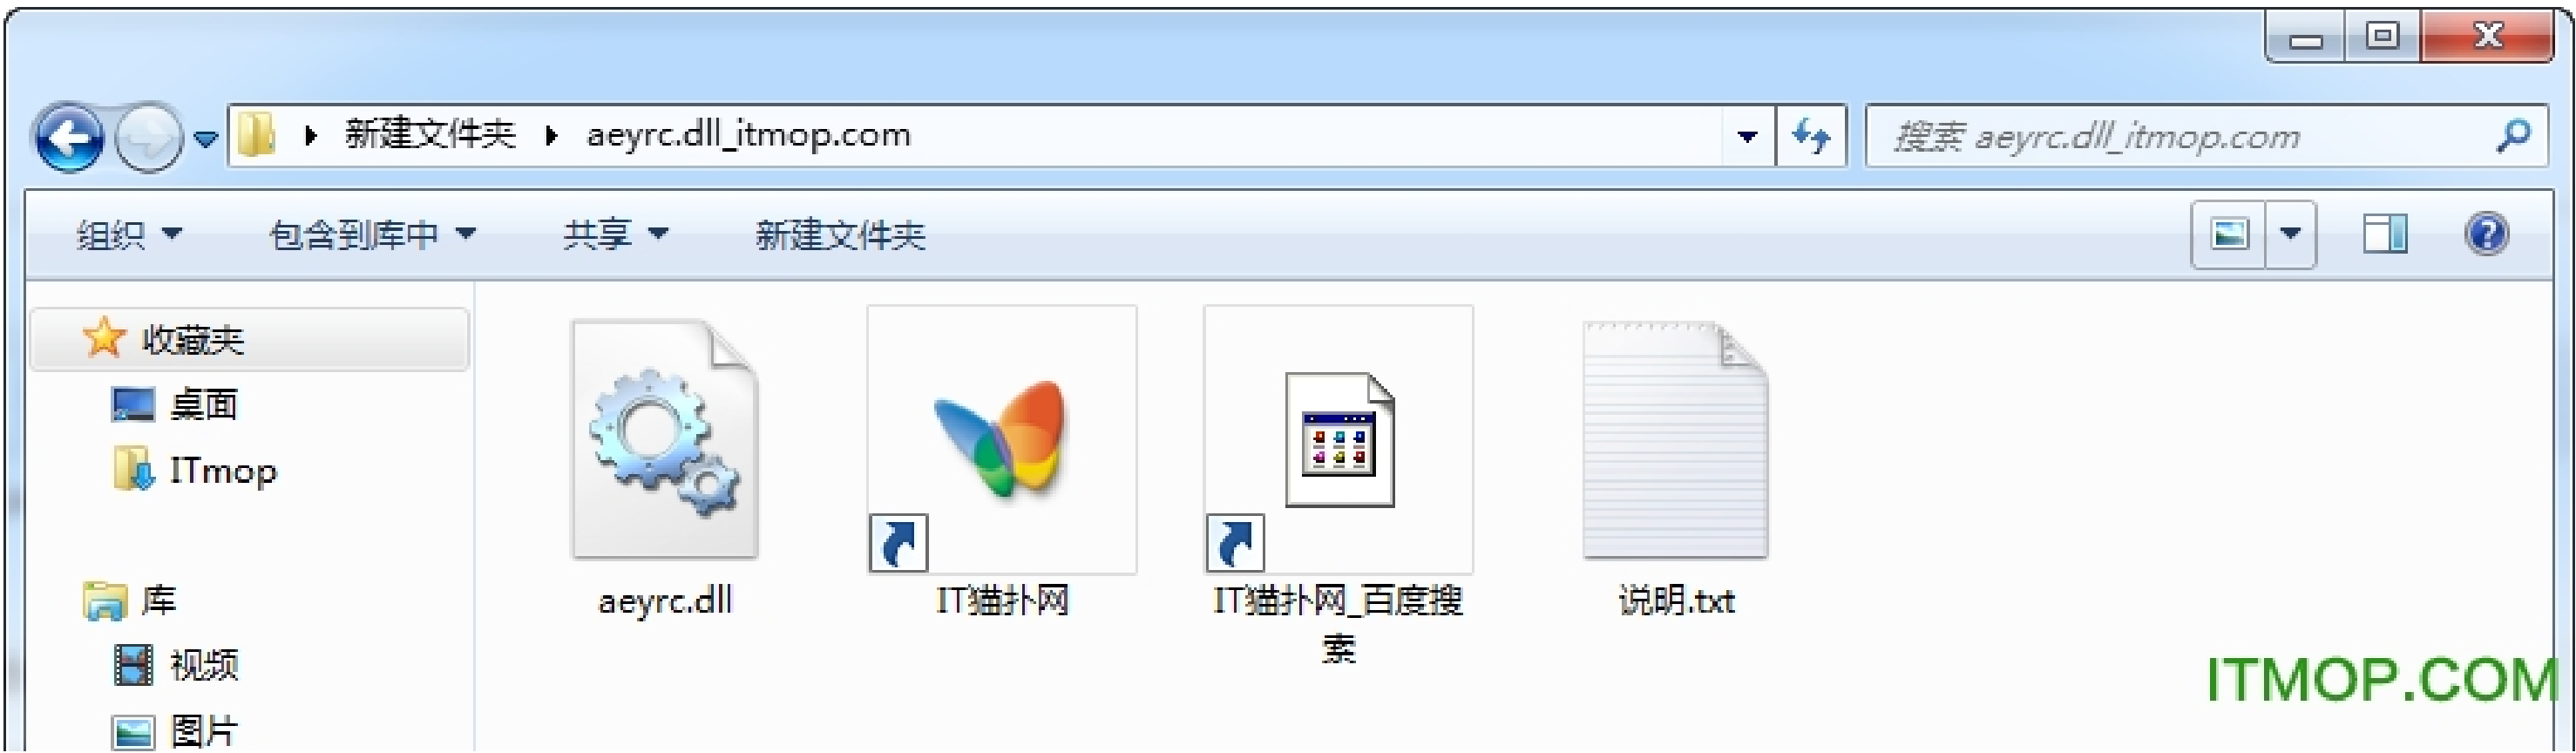 新建文件夹 aeyrc.dll_itmop.com
搜索 aeyrc.dll_itmop.com
组织 包含到库中 共享 新建文件夹
收藏夹
桌面
ITmop
库
视频
图片
aeyrc.dll
IT猫扑网
IT猫扑网_百度搜
索
说明.txt
ITMOP.COM